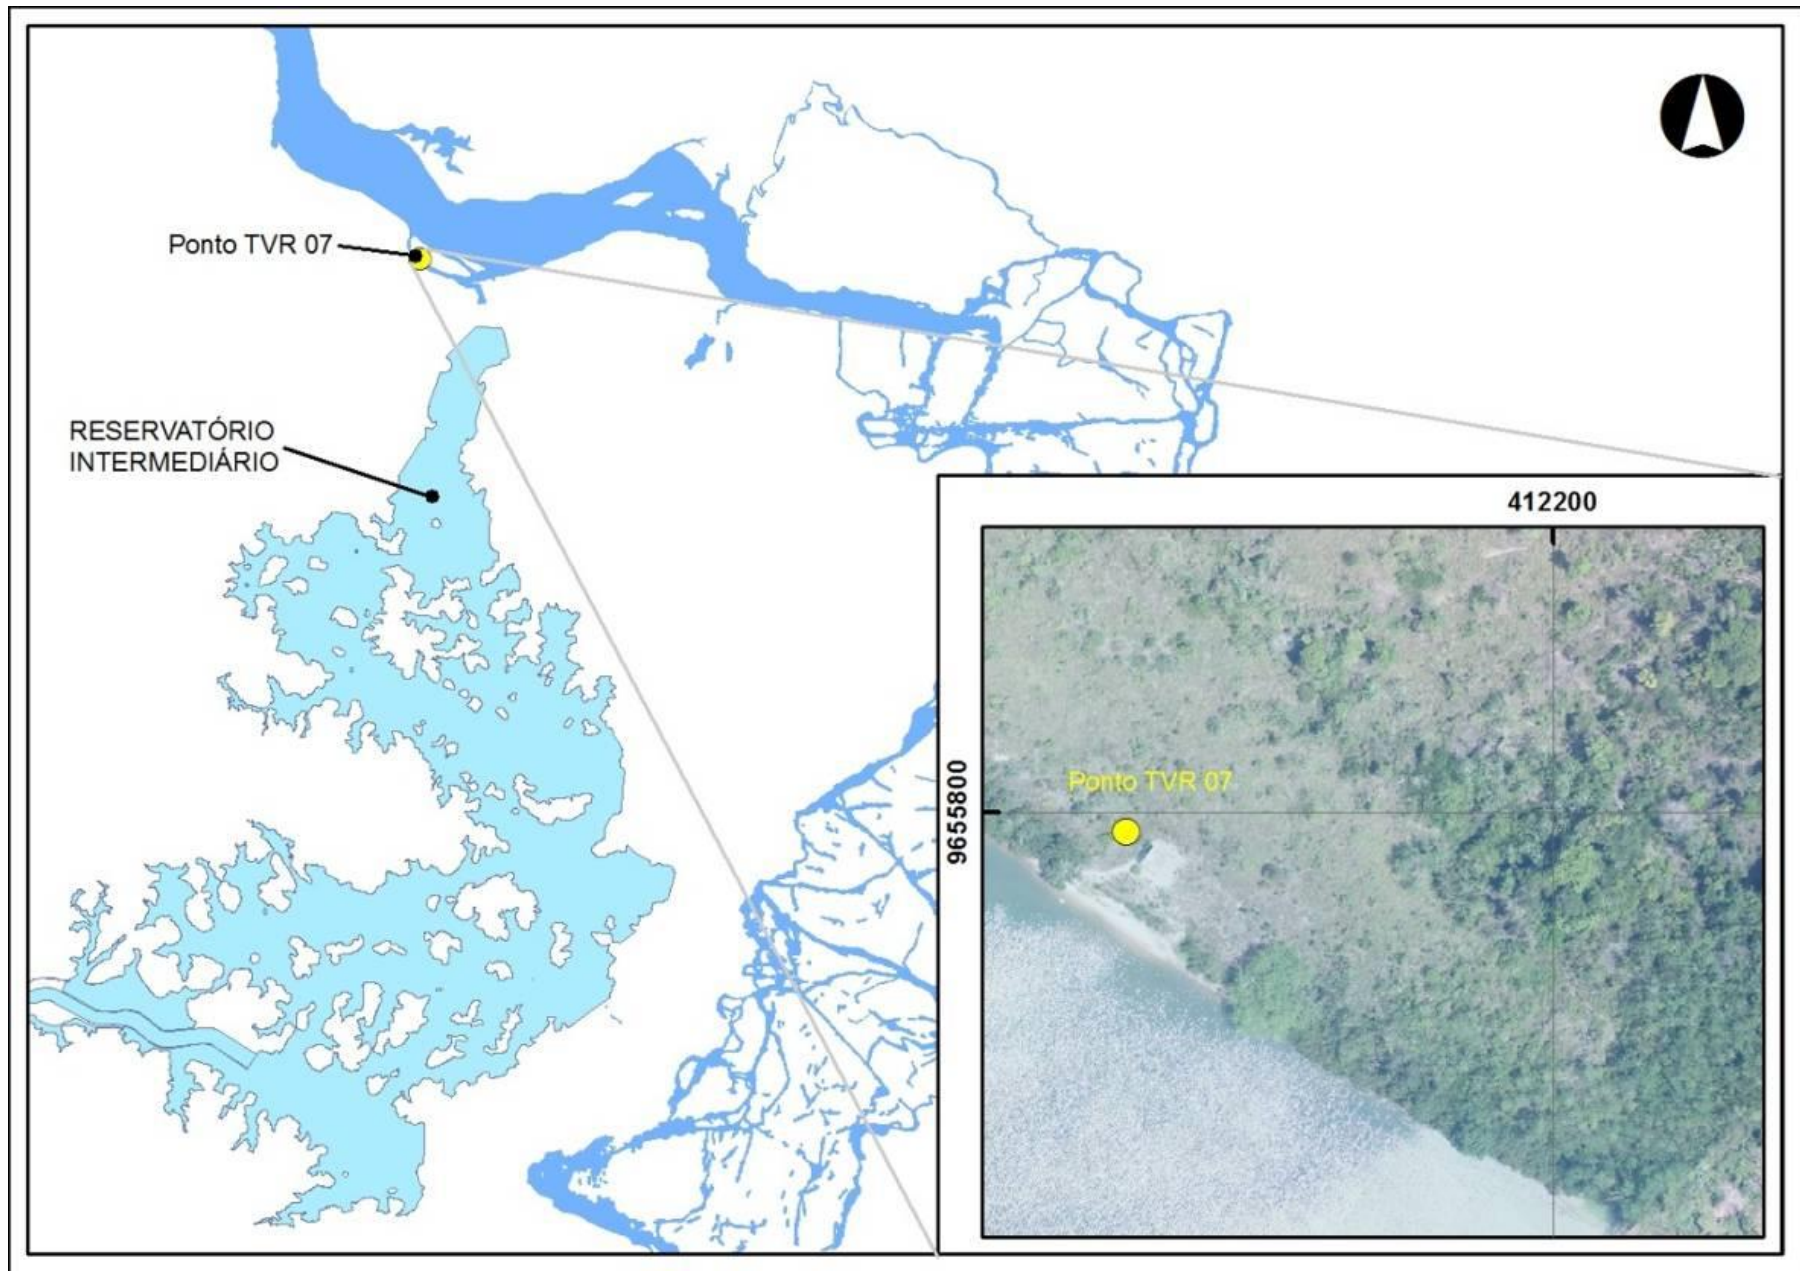 Ponto TVR 07
RESERVATÓRIO
INTERMEDIÁRIO
412200
9655800
Ponto TVR 07